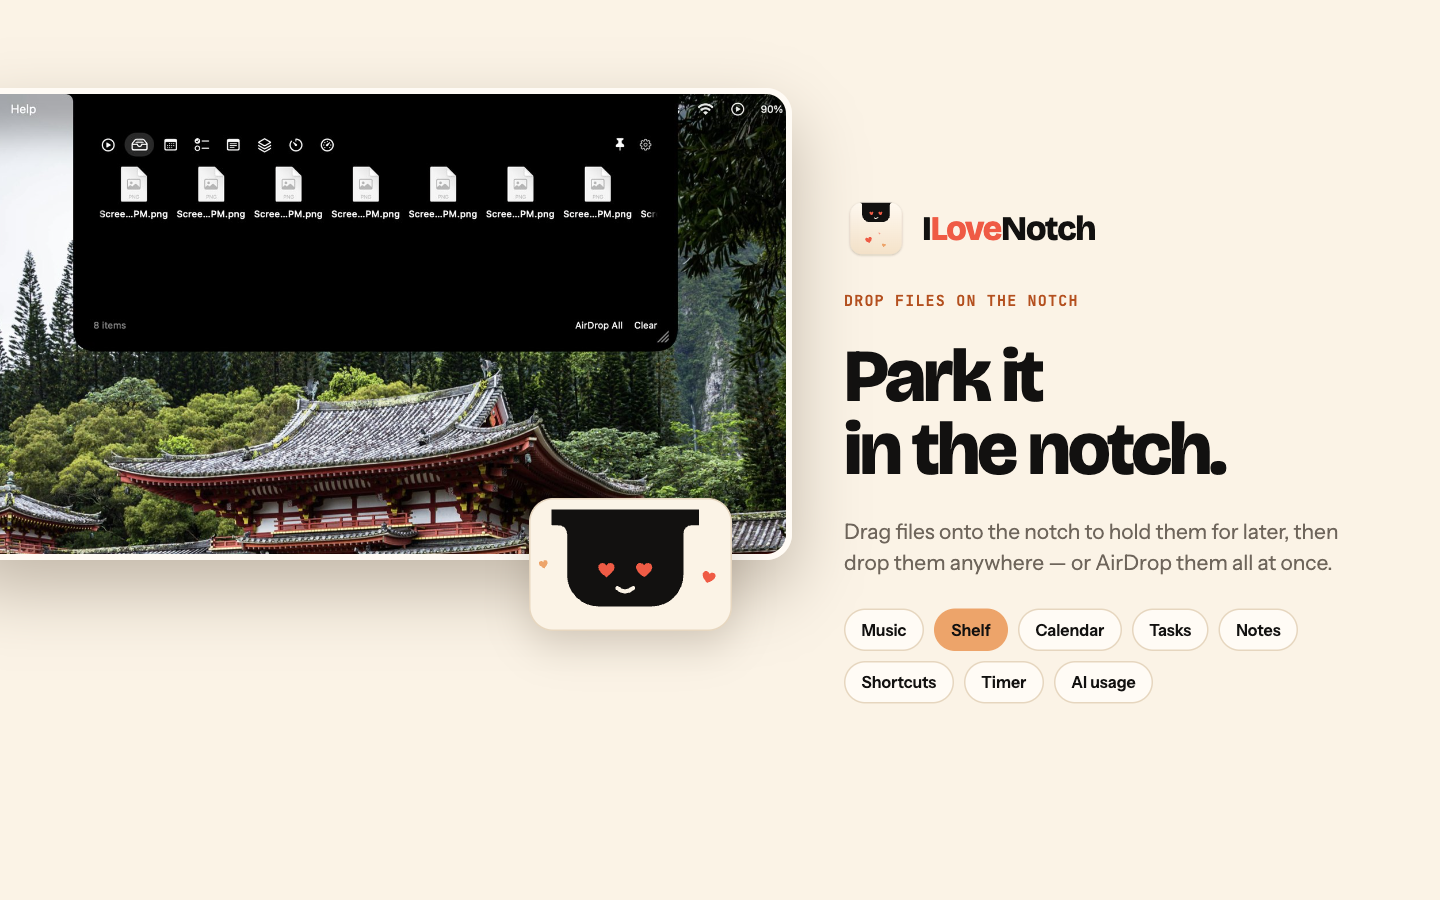 Help
90%
Scree...PM.png Scree...PM.png Scree...PM.png Scree...PM.png Scree...PM.png Scree...PM.png Scree...PM.png Scr
8 items
AirDrop All Clear
ILoveNotch
DROP FILES ON THE NOTCH
Park it
in the notch.
Drag files onto the notch to hold them for later, then
drop them anywhere — or AirDrop them all at once.
Music Shelf Calendar Tasks Notes
Shortcuts Timer AI usage